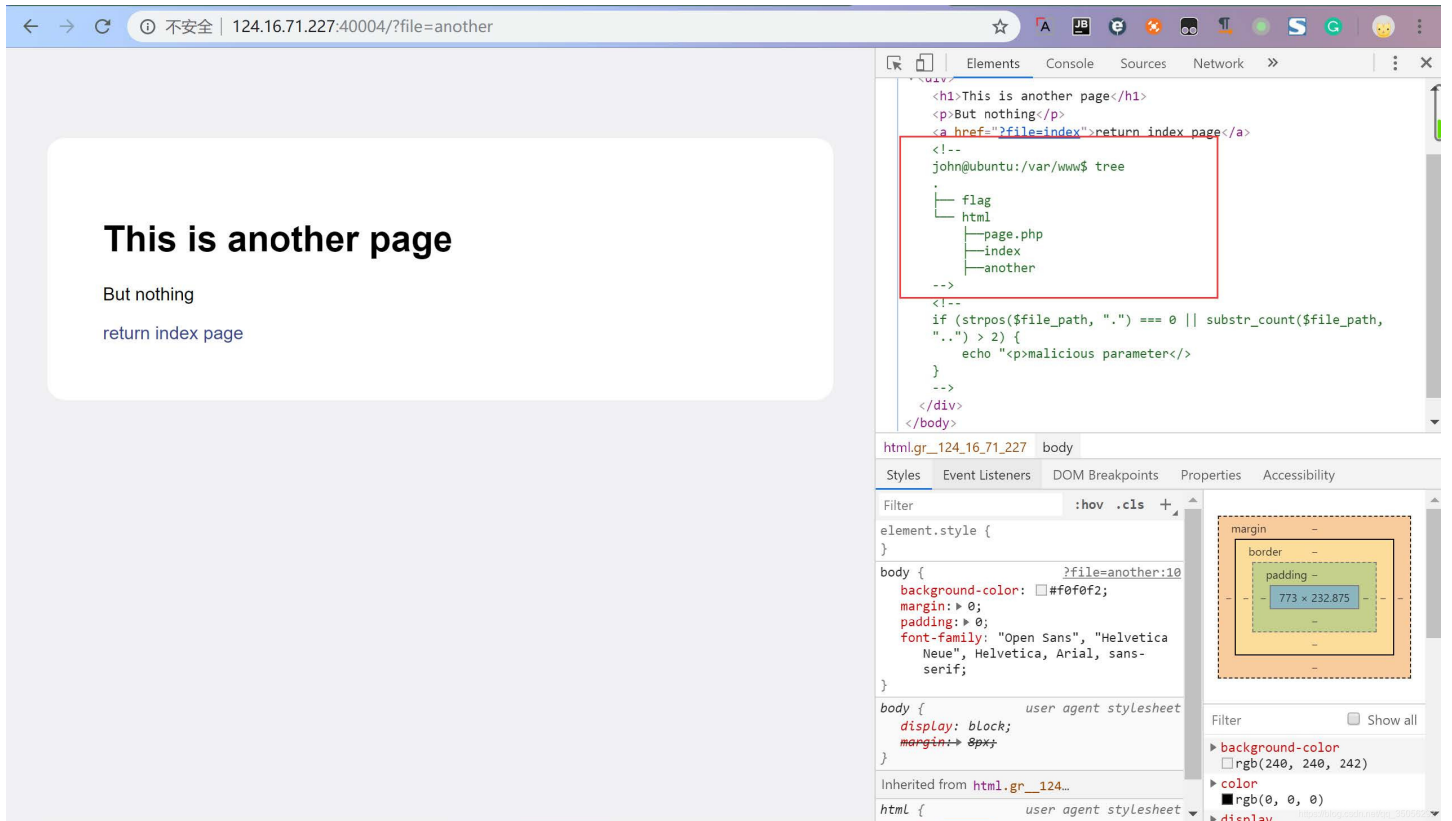 不安全 | 124.16.71.227:40004/?file=another
This is another page
But nothing
return index page
Elements Console Sources Network »
<h1>This is another page</h1>
<p>But nothing</p>
<a href="?file=index">return index page</a>
<!--
john@ubuntu:/var/www$ tree
.
├── flag
└── html
├──page.php
├──index
├──another
-->
<!--
if (strpos($file_path, ".") === 0 || substr_count($file_path,
"..") > 2) {
echo "<p>malicious parameter</>
}
-->
</div>
</body>
html.gr__124_16_71_227 body
Styles Event Listeners DOM Breakpoints Properties Accessibility
Filter :hov .cls +
element.style {
}
body { ?file=another:10
background-color: #f0f0f2;
margin: 0;
padding: 0;
font-family: "Open Sans", "Helvetica
Neue", Helvetica, Arial, sans-
serif;
}
body { user agent stylesheet
display: block;
margin: 8px;
}
Inherited from html.gr__124…
html { user agent stylesheet
margin –
border –
padding –
– – – 773 × 232.875 – – –
–
–
–
Filter Show all
background-color
rgb(240, 240, 242)
color
rgb(0, 0, 0)
display